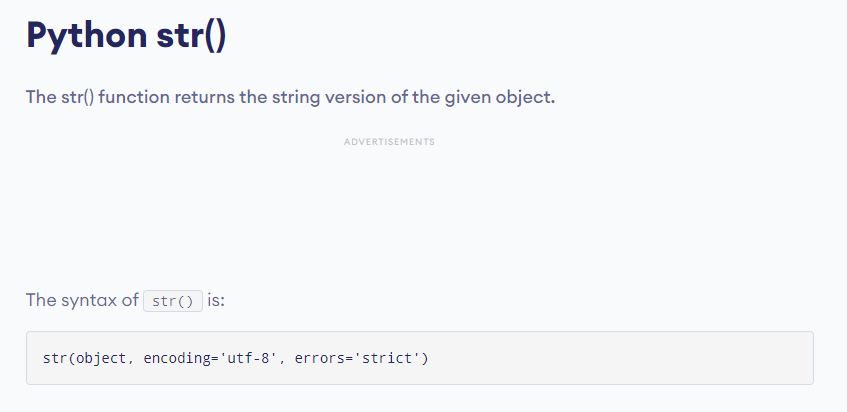 Python str()
The str() function returns the string version of the given object.
ADVERTISEMENTS
The syntax of str() is:
str(object, encoding='utf-8', errors='strict')